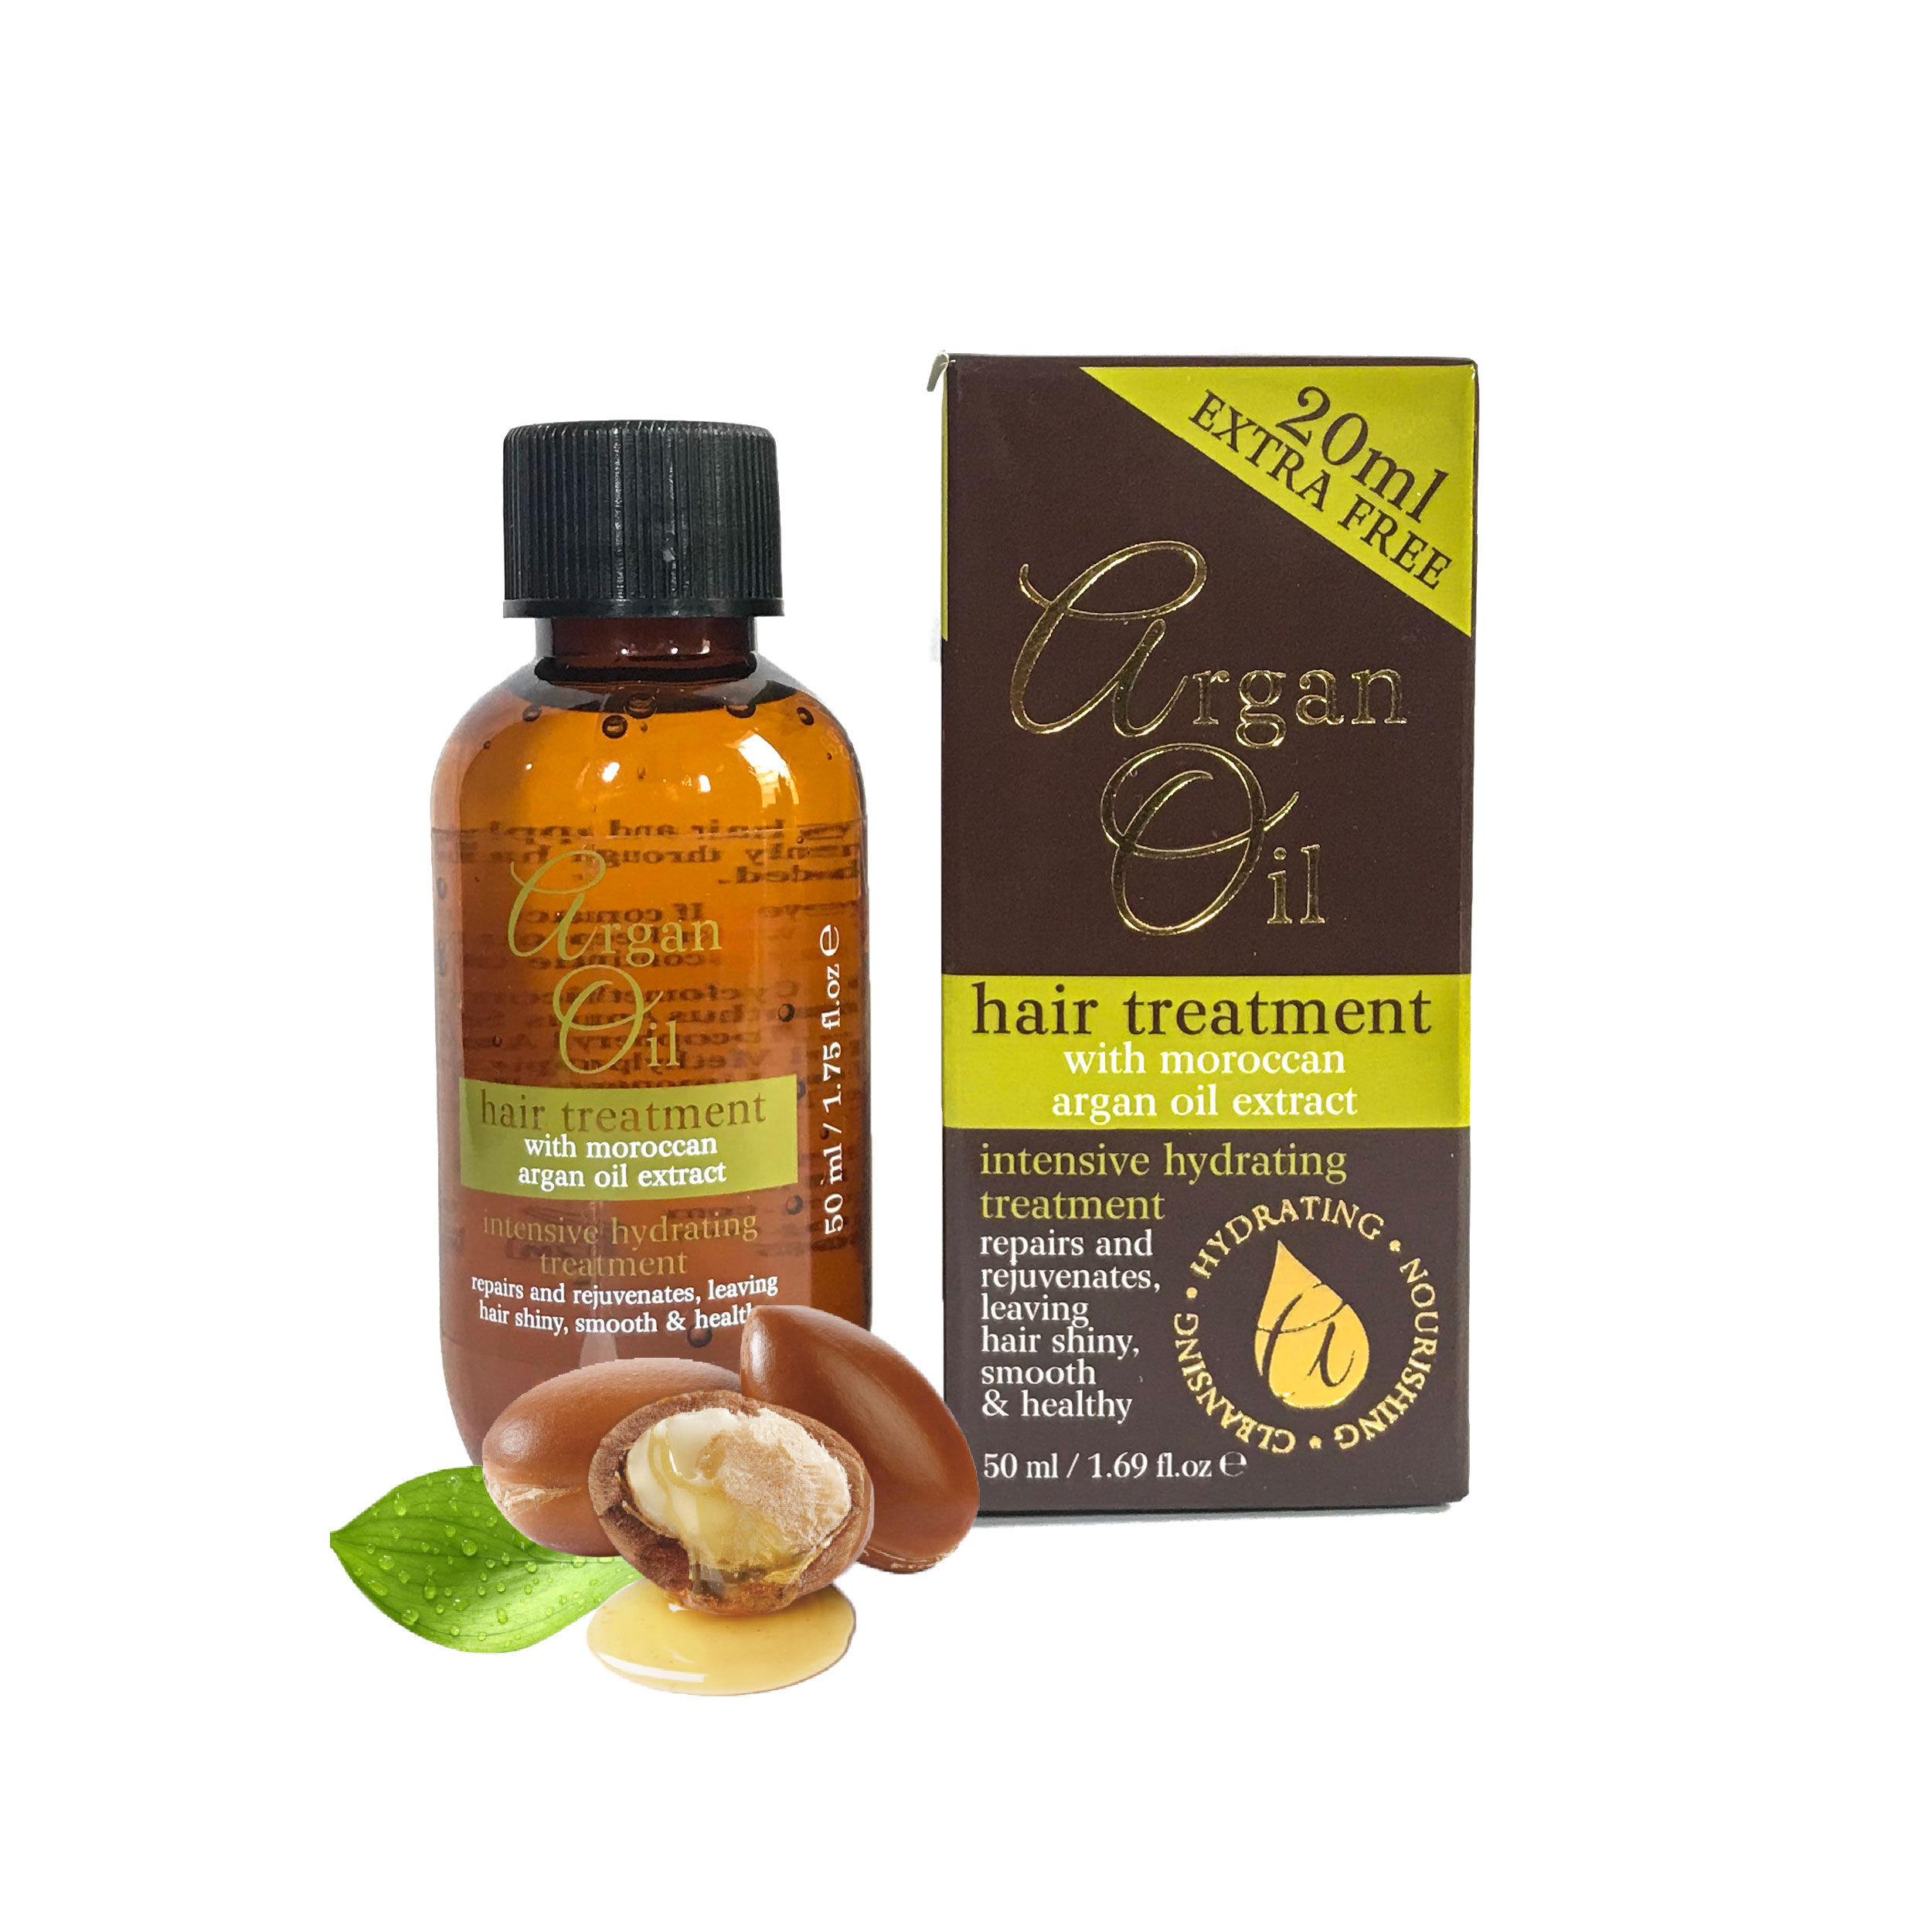 Argan
Oil
hair treatment
with moroccan
argan oil extract
intensive hydrating
treatment
repairs and rejuvenates, leaving
hair shiny, smooth &
50 ml / 1.75 fl.oz ℮
20ml
EXTRA FREE
Argan
Oil
hair treatment
with moroccan
argan oil extract
intensive hydrating
treatment
repairs and
rejuvenates,
leaving
hair shiny,
smooth
& healthy
HYDRATING • NOURISHING • CLEANSING •
50 ml / 1.69 fl.oz ℮